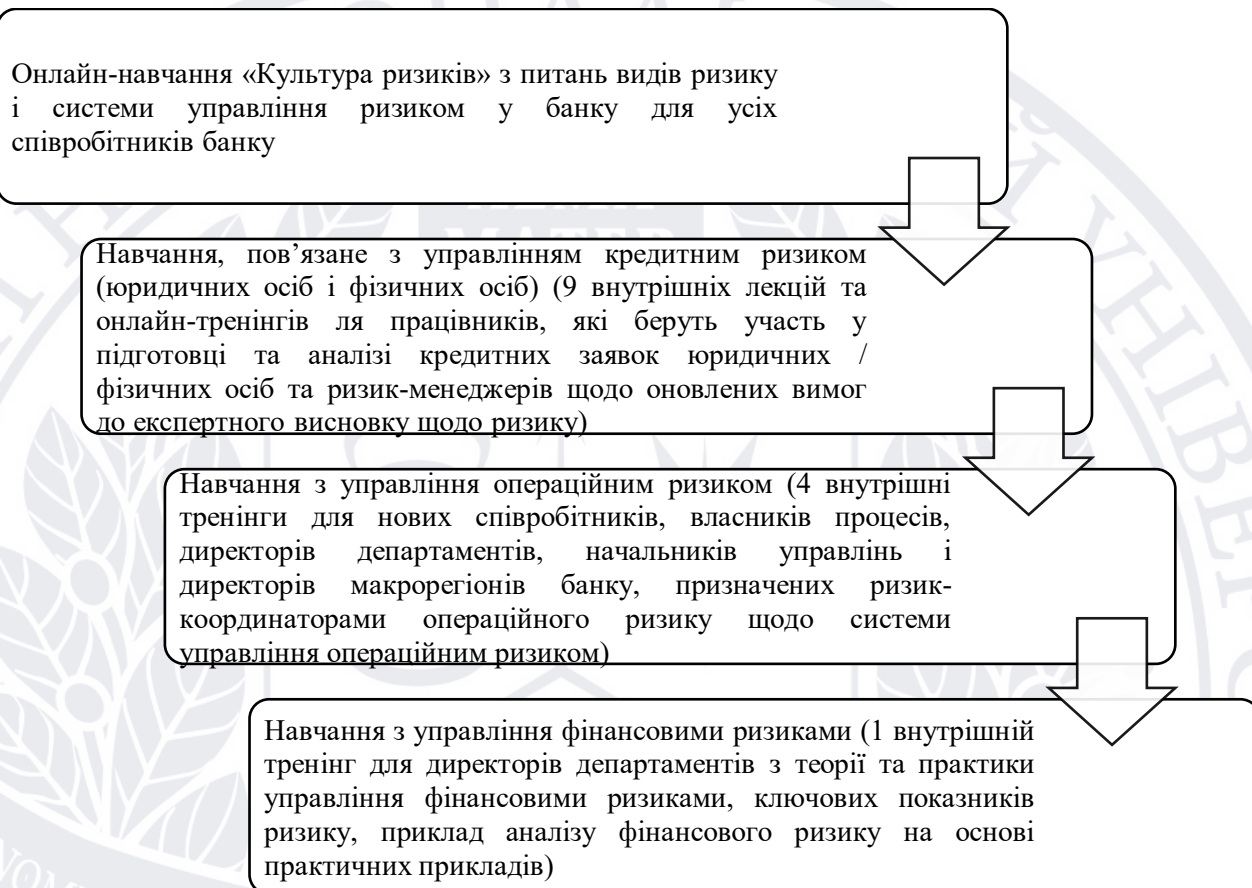 Онлайн-навчання «Культура ризиків» з питань видів ризику
і системи управління ризиком у банку для усіх
співробітників банку
Навчання, пов’язане з управлінням кредитним ризиком
(юридичних осіб і фізичних осіб) (9 внутрішніх лекцій та
онлайн-тренінгів ля працівників, які беруть участь у
підготовці та аналізі кредитних заявок юридичних /
фізичних осіб та ризик-менеджерів щодо оновлених вимог
до експертного висновку щодо ризику)
Навчання з управління операційним ризиком (4 внутрішні
тренінги для нових співробітників, власників процесів,
директорів департаментів, начальників управлінь і
директорів макрорегіонів банку, призначених ризик-
координаторами операційного ризику щодо системи
управління операційним ризиком)
Навчання з управління фінансовими ризиками (1 внутрішній
тренінг для директорів департаментів з теорії та практики
управління фінансовими ризиками, ключових показників
ризику, приклад аналізу фінансового ризику на основі
практичних прикладів)